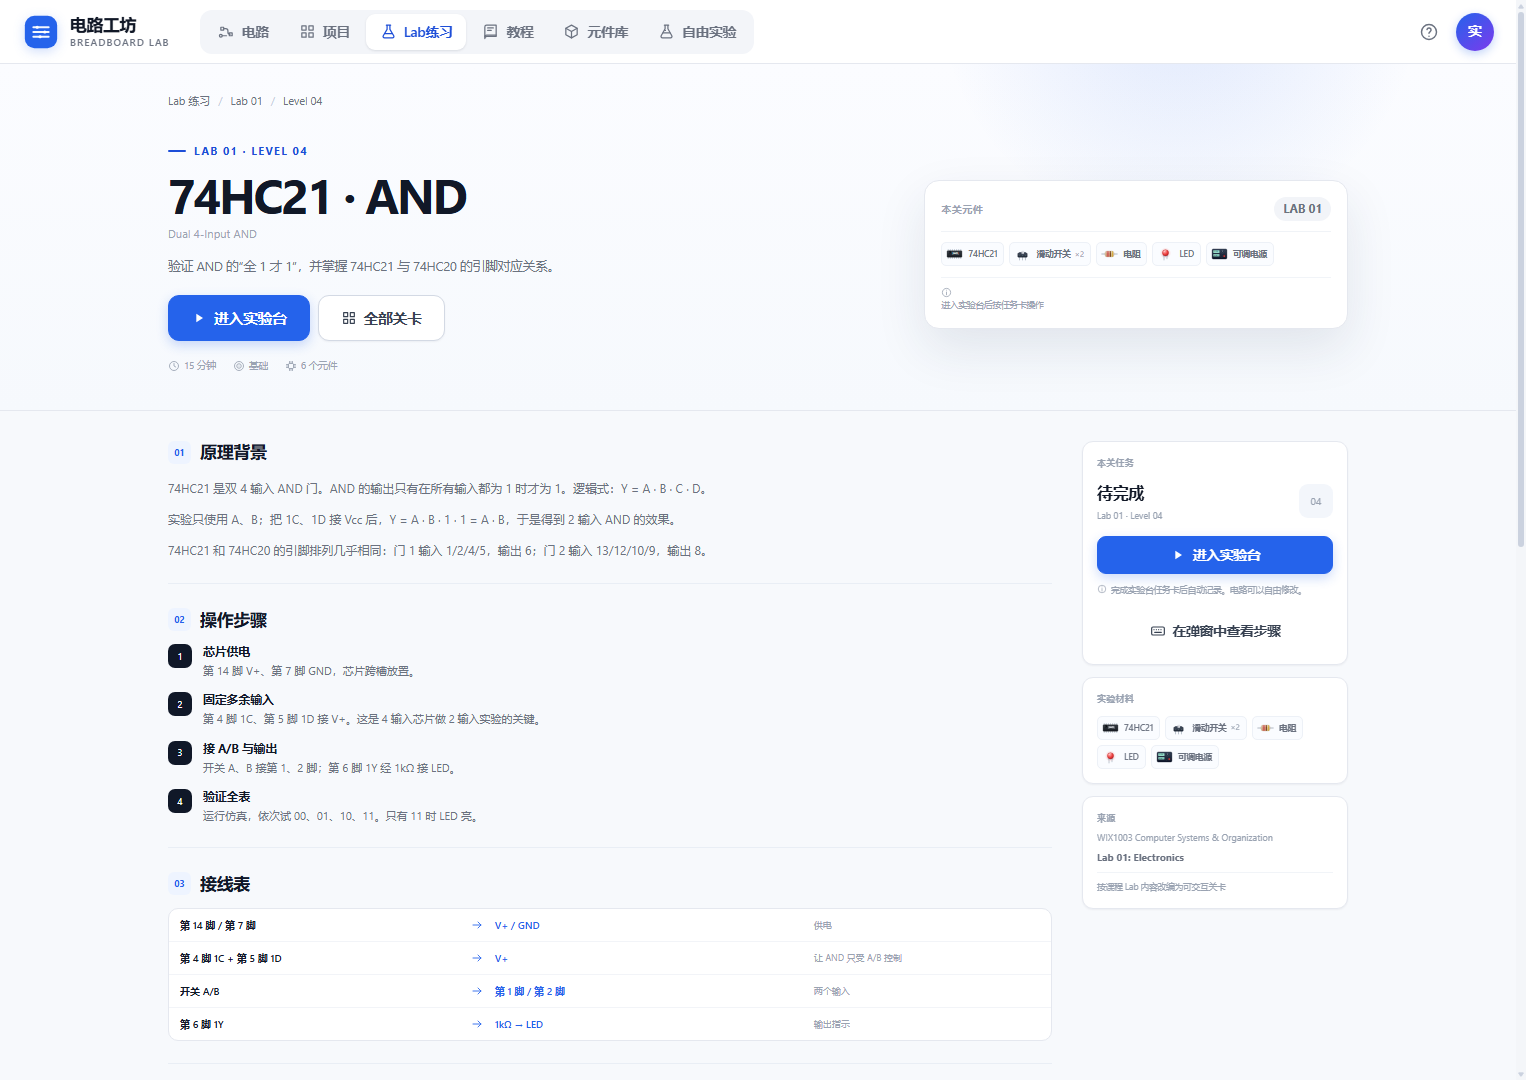 电路工坊
BREADBOARD LAB
电路
项目
Lab练习
教程
元件库
自由实验
实
Lab 练习 / Lab 01 / Level 04
LAB 01 · LEVEL 04
74HC21 · AND
Dual 4-Input AND
验证 AND 的“全 1 才 1”，并掌握 74HC21 与 74HC20 的引脚对应关系。
进入实验台
全部关卡
15 分钟
基础
6 个元件
本关元件
LAB 01
74HC21
滑动开关 ×2
电阻
LED
可调电源
进入实验台后按任务卡操作
01 原理背景
74HC21 是双 4 输入 AND 门。AND 的输出只有在所有输入都为 1 时才为 1。逻辑式：Y = A · B · C · D。
实验只使用 A、B；把 1C、1D 接 Vcc 后，Y = A · B · 1 · 1 = A · B，于是得到 2 输入 AND 的效果。
74HC21 和 74HC20 的引脚排列几乎相同：门 1 输入 1/2/4/5，输出 6；门 2 输入 13/12/10/9，输出 8。
02 操作步骤
1 芯片供电
第 14 脚 V+、第 7 脚 GND，芯片跨槽放置。
2 固定多余输入
第 4 脚 1C、第 5 脚 1D 接 V+。这是 4 输入芯片做 2 输入实验的关键。
3 接 A/B 与输出
开关 A、B 接第 1、2 脚；第 6 脚 1Y 经 1kΩ 接 LED。
4 验证全表
运行仿真，依次试 00、01、10、11。只有 11 时 LED 亮。
03 接线表
第 14 脚 / 第 7 脚 → V+ / GND 供电
第 4 脚 1C + 第 5 脚 1D → V+ 让 AND 只受 A/B 控制
开关 A/B → 第 1 脚 / 第 2 脚 两个输入
第 6 脚 1Y → 1kΩ → LED 输出指示
本关任务
待完成
04
Lab 01 · Level 04
进入实验台
完成实验台任务卡后自动记录。电路可以自由修改。
在弹窗中查看步骤
实验材料
74HC21
滑动开关 ×2
电阻
LED
可调电源
来源
WIX1003 Computer Systems & Organization
Lab 01: Electronics
按课程 Lab 内容改编为可交互关卡